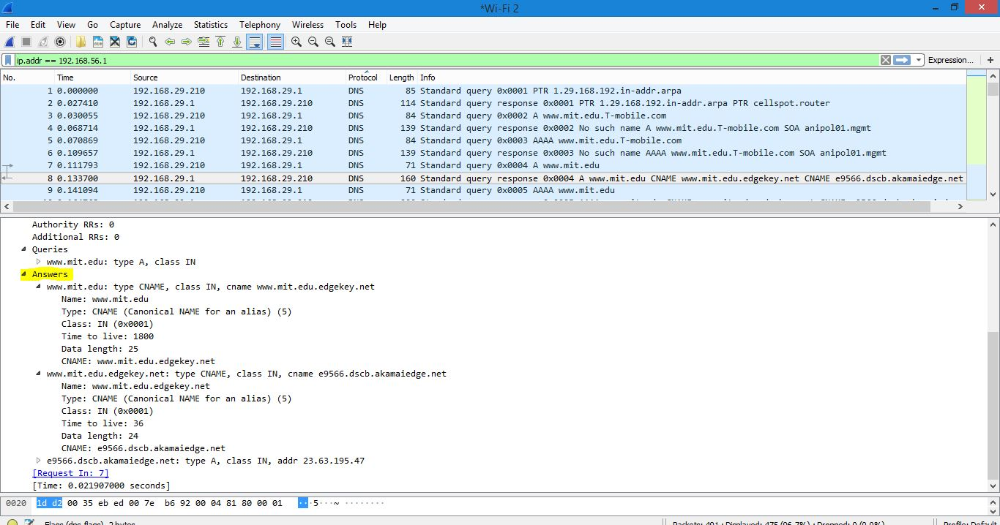 *Wi-Fi 2
File Edit View Go Capture Analyze Statistics Telephony Wireless Tools Help
ip.addr == 192.168.56.1 Expression... +
No. Time Source Destination Protocol Length Info
1 0.000000 192.168.29.210 192.168.29.1 DNS 85 Standard query 0x0001 PTR 1.29.168.192.in-addr.arpa
2 0.027410 192.168.29.1 192.168.29.210 DNS 114 Standard query response 0x0001 PTR 1.29.168.192.in-addr.arpa PTR cellspot.router
3 0.030055 192.168.29.210 192.168.29.1 DNS 84 Standard query 0x0002 A www.mit.edu.T-mobile.com
4 0.068714 192.168.29.1 192.168.29.210 DNS 139 Standard query response 0x0002 No such name A www.mit.edu.T-mobile.com SOA anipol01.mgmt
5 0.070869 192.168.29.210 192.168.29.1 DNS 84 Standard query 0x0003 AAAA www.mit.edu.T-mobile.com
6 0.109657 192.168.29.1 192.168.29.210 DNS 139 Standard query response 0x0003 No such name AAAA www.mit.edu.T-mobile.com SOA anipol01.mgmt
7 0.111793 192.168.29.210 192.168.29.1 DNS 71 Standard query 0x0004 A www.mit.edu
8 0.133700 192.168.29.1 192.168.29.210 DNS 160 Standard query response 0x0004 A www.mit.edu CNAME www.mit.edu.edgekey.net CNAME e9566.dscb.akamaiedge.net
9 0.141094 192.168.29.210 192.168.29.1 DNS 71 Standard query 0x0005 AAAA www.mit.edu
Authority RRs: 0
Additional RRs: 0
Queries
www.mit.edu: type A, class IN
Answers
www.mit.edu: type CNAME, class IN, cname www.mit.edu.edgekey.net
Name: www.mit.edu
Type: CNAME (Canonical NAME for an alias) (5)
Class: IN (0x0001)
Time to live: 1800
Data length: 25
CNAME: www.mit.edu.edgekey.net
www.mit.edu.edgekey.net: type CNAME, class IN, cname e9566.dscb.akamaiedge.net
Name: www.mit.edu.edgekey.net
Type: CNAME (Canonical NAME for an alias) (5)
Class: IN (0x0001)
Time to live: 36
Data length: 24
CNAME: e9566.dscb.akamaiedge.net
e9566.dscb.akamaiedge.net: type A, class IN, addr 23.63.195.47
[Request In: 7]
[Time: 0.021907000 seconds]
0020 1d d2 00 35 eb ed 00 7e b6 92 00 04 81 80 00 01 ···5···~ ········
Flags (dns.flags), 2 bytes Packets: 491 · Displayed: 475 (96.7%) · Dropped: 0 (0.0%) Profile: Default